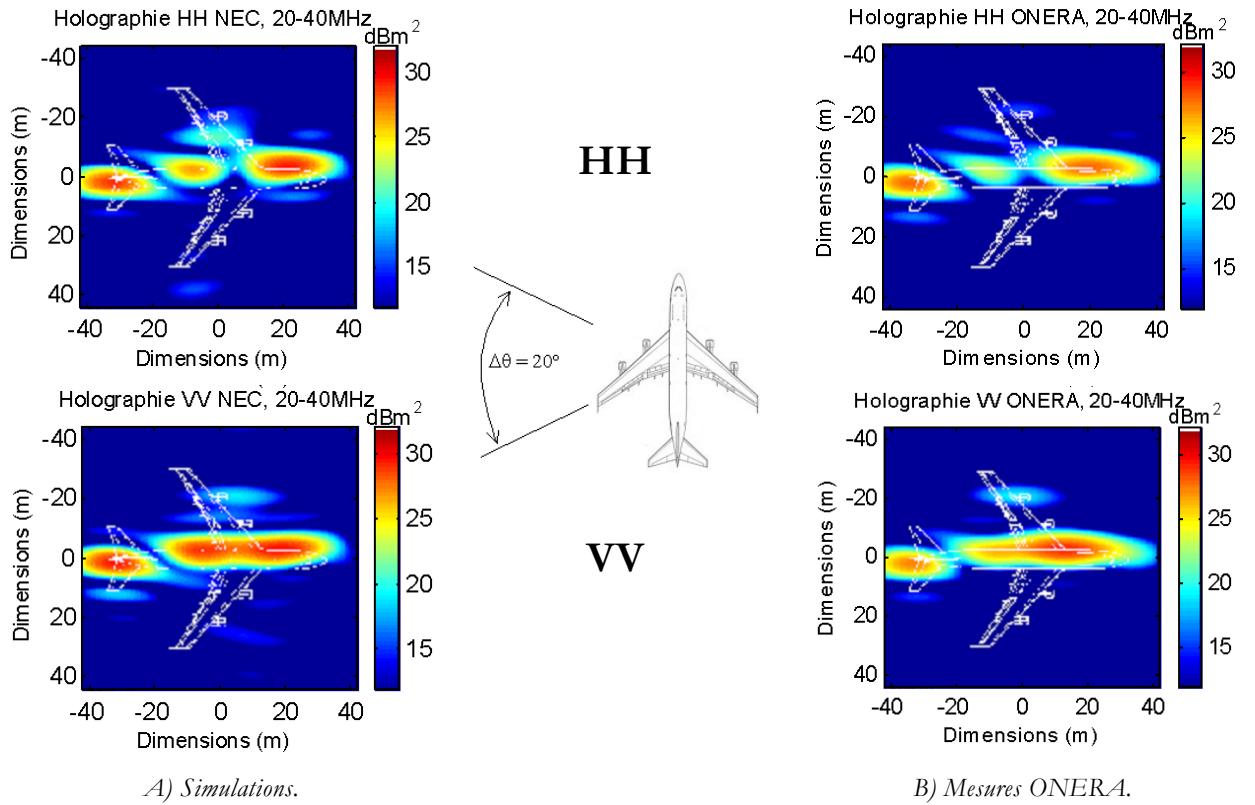 Holographie HH NEC, 20-40MHz
dBm²
-40
-20
0
20
40
30
25
20
15
Dimensions (m)
-40 -20 0 20 40
Dimensions (m)
HH
Holographie HH ONERA, 20-40MHz
dBm²
-40
-20
0
20
40
30
25
20
15
Dimensions (m)
-40 -20 0 20 40
Dimensions (m)
Δθ = 20°
Holographie VV NEC, 20-40MHz
dBm²
-40
-20
0
20
40
30
25
20
15
Dimensions (m)
-40 -20 0 20 40
Dimensions (m)
VV
Holographie VV ONERA, 20-40MHz
dBm²
-40
-20
0
20
40
30
25
20
15
Dimensions (m)
-40 -20 0 20 40
Dimensions (m)
A) Simulations.
B) Mesures ONERA.